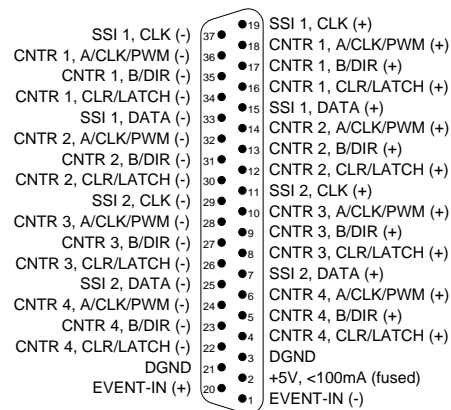 SSI 1, CLK (-) 37
CNTR 1, A/CLK/PWM (-) 36
CNTR 1, B/DIR (-) 35
CNTR 1, CLR/LATCH (-) 34
SSI 1, DATA (-) 33
CNTR 2, A/CLK/PWM (-) 32
CNTR 2, B/DIR (-) 31
CNTR 2, CLR/LATCH (-) 30
SSI 2, CLK (-) 29
CNTR 3, A/CLK/PWM (-) 28
CNTR 3, B/DIR (-) 27
CNTR 3, CLR/LATCH (-) 26
SSI 2, DATA (-) 25
CNTR 4, A/CLK/PWM (-) 24
CNTR 4, B/DIR (-) 23
CNTR 4, CLR/LATCH (-) 22
DGND 21
EVENT-IN (+) 20
19 SSI 1, CLK (+)
18 CNTR 1, A/CLK/PWM (+)
17 CNTR 1, B/DIR (+)
16 CNTR 1, CLR/LATCH (+)
15 SSI 1, DATA (+)
14 CNTR 2, A/CLK/PWM (+)
13 CNTR 2, B/DIR (+)
12 CNTR 2, CLR/LATCH (+)
11 SSI 2, CLK (+)
10 CNTR 3, A/CLK/PWM (+)
9 CNTR 3, B/DIR (+)
8 CNTR 3, CLR/LATCH (+)
7 SSI 2, DATA (+)
6 CNTR 4, A/CLK/PWM (+)
5 CNTR 4, B/DIR (+)
4 CNTR 4, CLR/LATCH (+)
3 DGND
2 +5V, <100mA (fused)
1 EVENT-IN (-)